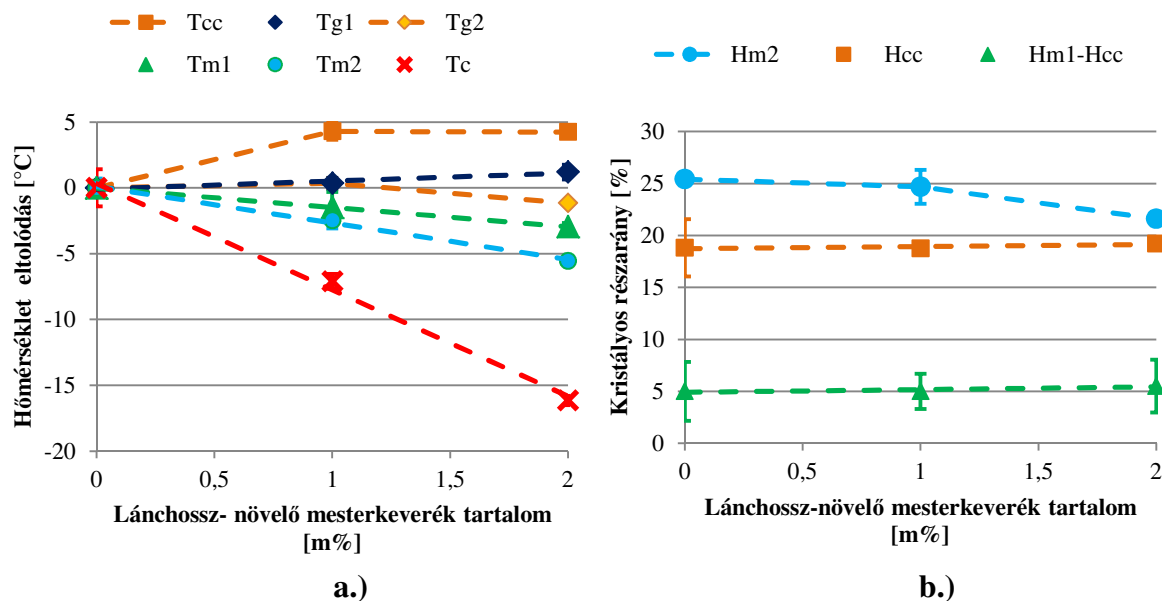 Tcc Tg1 Tg2
Tm1 Tm2 Tc
Hőmérséklet eltolódás [°C]
5
0
-5
-10
-15
-20
0 0,5 1 1,5 2
Lánchossz- növelő mesterkeverék tartalom
[m%]
a.)
Hm2 Hcc Hm1-Hcc
Kristályos részarány [%]
30
25
20
15
10
5
0
0 0,5 1 1,5 2
Lánchossz-növelő mesterkeverék tartalom
[m%]
b.)